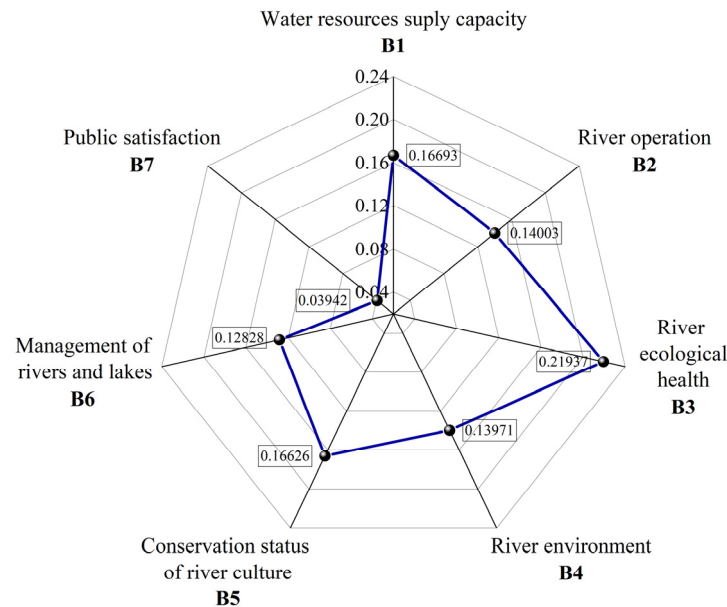 Water resources suply capacity
B1
0.24
0.20
0.16
0.12
0.08
0.04
0.16693
River operation
B2
0.14003
River
ecological
health
B3
0.21937
River environment
B4
0.13971
Conservation status
of river culture
B5
0.16626
Management of
rivers and lakes
B6
0.12828
Public satisfaction
B7
0.03942